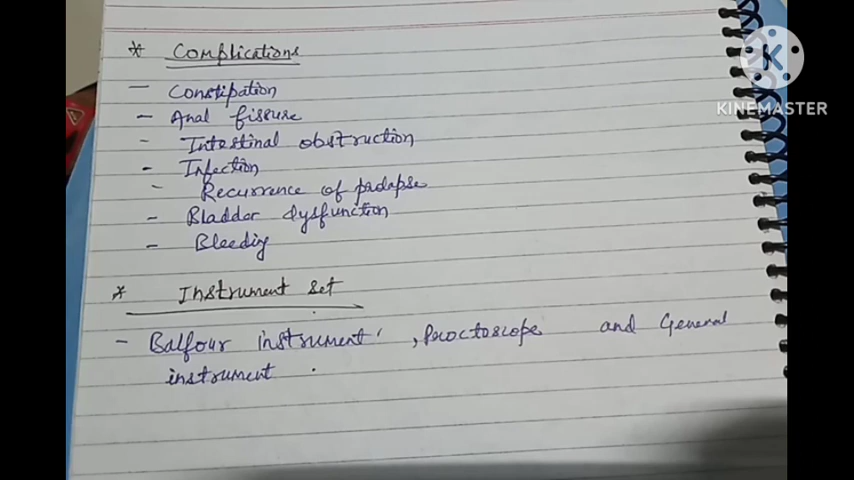 * Complications
- Constipation
- Anal fissure
- Intestinal obstruction
- Infection
- Recurrence of prolapse
- Bladdor dysfunction
- Bleeding
* Instrument set
- Balfour instrument , Proctoscope and General
instrument .
KINEMASTER